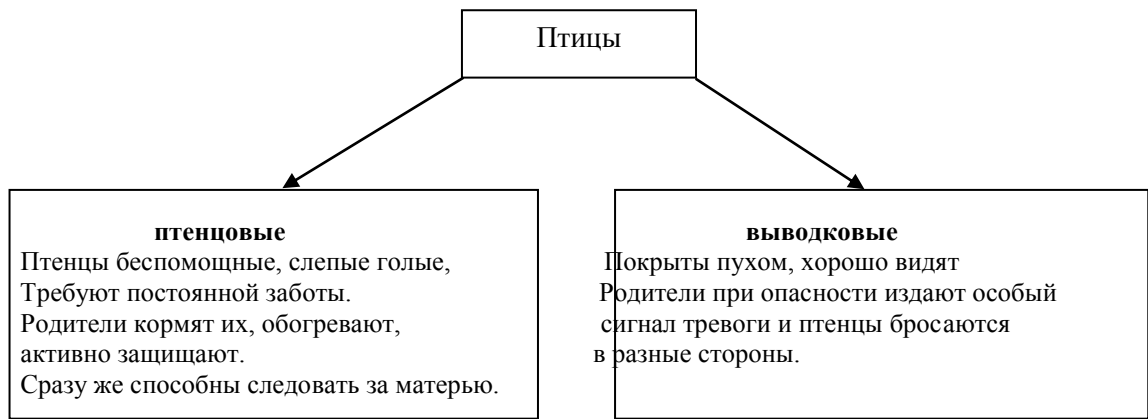 Птицы
птенцовые
Птенцы беспомощные, слепые голые,
Требуют постоянной заботы.
Родители кормят их, обогревают,
активно защищают.
Сразу же способны следовать за матерью.
выводковые
Покрыты пухом, хорошо видят
Родители при опасности издают особый
сигнал тревоги и птенцы бросаются
в разные стороны.